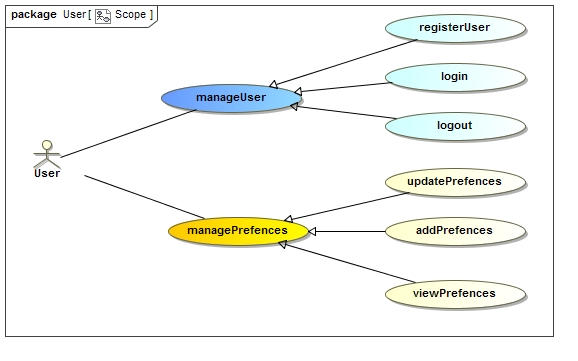 package User [ Scope ]
registerUser
login
manageUser
logout
User
updatePrefences
managePrefences
addPrefences
viewPrefences